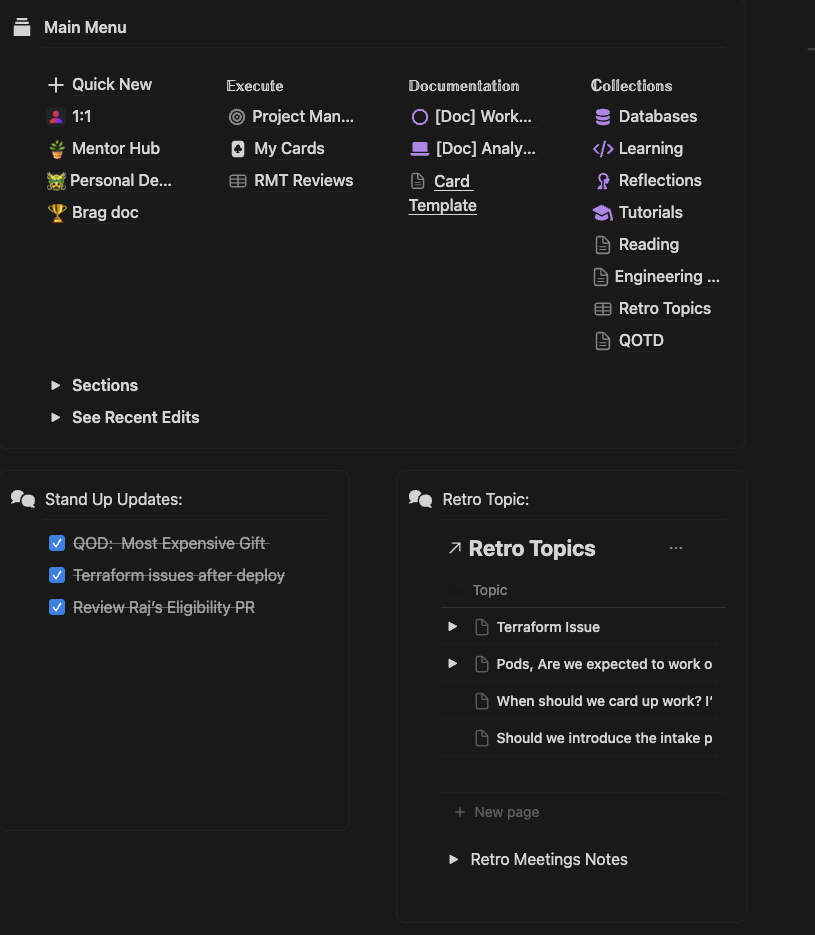 Main Menu
Quick New
1:1
Mentor Hub
Personal De...
Brag doc
Execute
Project Man...
My Cards
RMT Reviews
Documentation
[Doc] Work...
[Doc] Analy...
Card
Template
Collections
Databases
Learning
Reflections
Tutorials
Reading
Engineering ...
Retro Topics
QOTD
Sections
See Recent Edits
Stand Up Updates:
QOD:  Most Expensive Gift
Terraform issues after deploy
Review Raj's Eligibility PR
Retro Topic:
Retro Topics
Topic
Terraform Issue
Pods, Are we expected to work o
When should we card up work? I'
Should we introduce the intake p
New page
Retro Meetings Notes